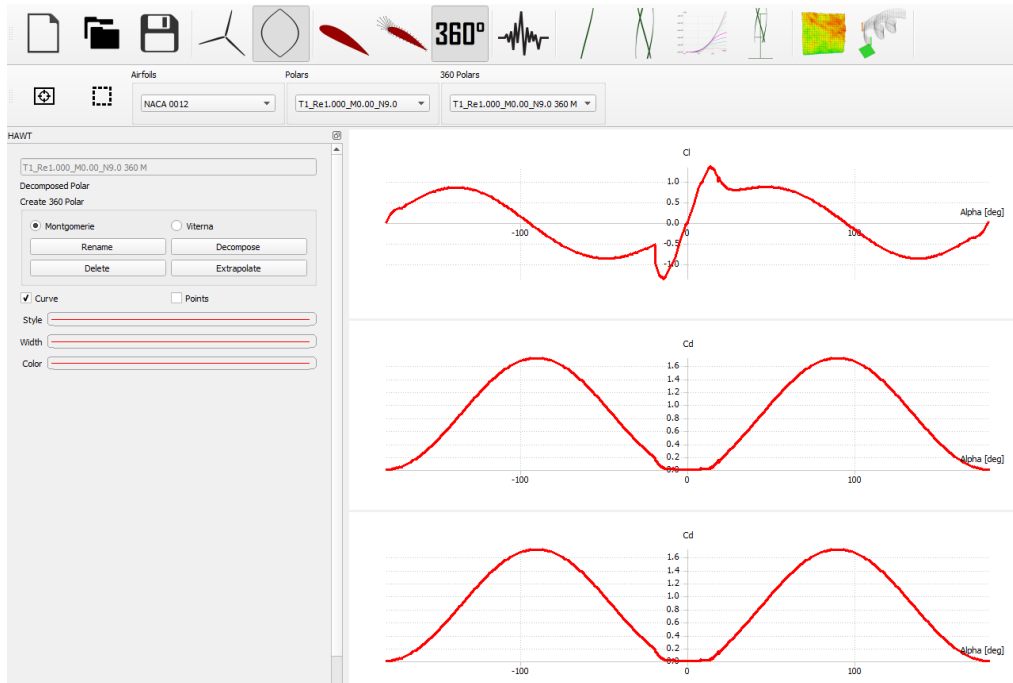 360º
Airfoils
Polars
360 Polars
NACA 0012
T1_Re1.000_M0.00_N9.0
T1_Re1.000_M0.00_N9.0 360 M
HAWT
T1_Re1.000_M0.00_N9.0 360 M
Decomposed Polar
Create 360 Polar
Montgomerie
Viterna
Rename
Decompose
Delete
Extrapolate
Curve
Points
Style
Width
Color
Cl
1.0
0.5
0.0
-0.5
-1.0
-100
0
100
Alpha [deg]
Cd
1.6
1.4
1.2
1.0
0.8
0.6
0.4
0.2
0.0
-100
0
100
Alpha [deg]
Cd
1.6
1.4
1.2
1.0
0.8
0.6
0.4
0.2
0.0
-100
0
100
Alpha [deg]